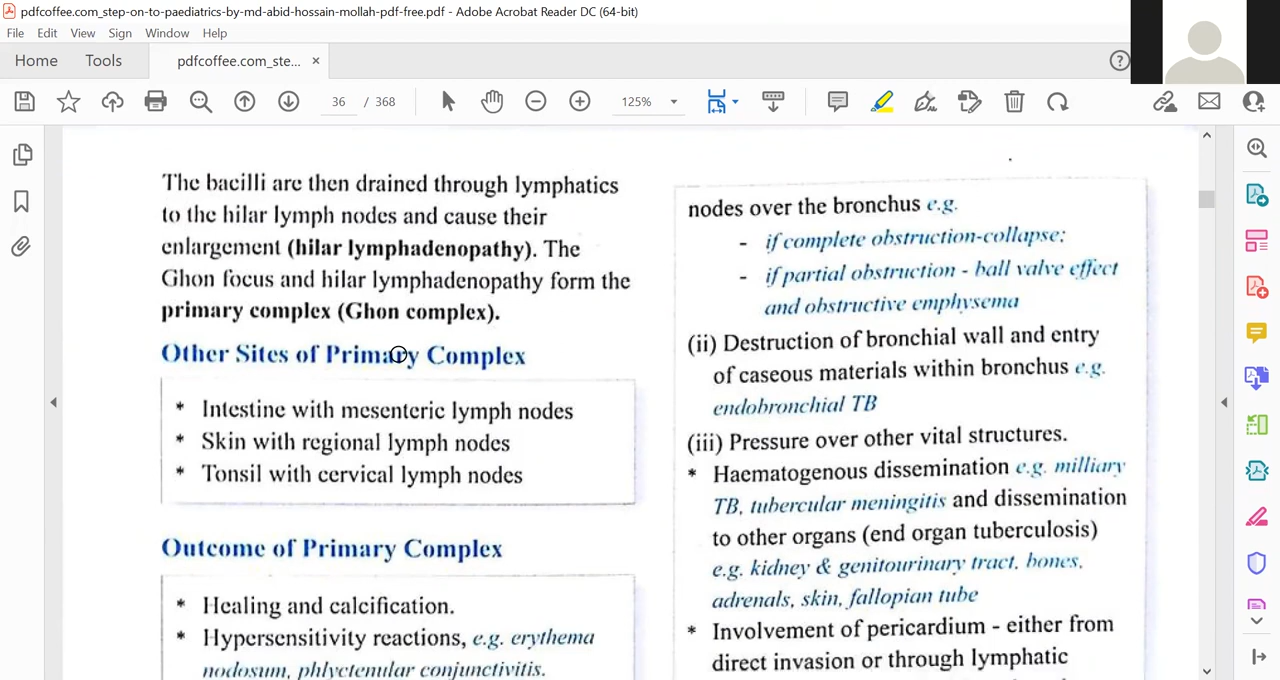 pdfcoffee.com_step-on-to-paediatrics-by-md-abid-hossain-mollah-pdf-free.pdf - Adobe Acrobat Reader DC (64-bit)
File Edit View Sign Window Help
Home Tools pdfcoffee.com_ste... ×
36 / 368 125%
The bacilli are then drained through lymphatics
to the hilar lymph nodes and cause their
enlargement (hilar lymphadenopathy). The
Ghon focus and hilar lymphadenopathy form the
primary complex (Ghon complex).
Other Sites of Primary Complex
* Intestine with mesenteric lymph nodes
* Skin with regional lymph nodes
* Tonsil with cervical lymph nodes
Outcome of Primary Complex
* Healing and calcification.
* Hypersensitivity reactions, e.g. erythema
nodosum, phlyctenular conjunctivitis.
nodes over the bronchus e.g.
- if complete obstruction-collapse;
- if partial obstruction - ball valve effect
and obstructive emphysema
(ii) Destruction of bronchial wall and entry
of caseous materials within bronchus e.g.
endobronchial TB
(iii) Pressure over other vital structures.
* Haematogenous dissemination e.g. milliary
TB, tubercular meningitis and dissemination
to other organs (end organ tuberculosis)
e.g. kidney & genitourinary tract, bones,
adrenals, skin, fallopian tube
* Involvement of pericardium - either from
direct invasion or through lymphatic